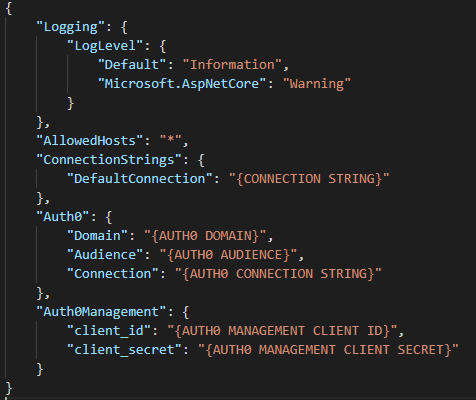 {
    "Logging": {
        "LogLevel": {
            "Default": "Information",
            "Microsoft.AspNetCore": "Warning"
        }
    },
    "AllowedHosts": "*",
    "ConnectionStrings": {
        "DefaultConnection": "{CONNECTION STRING}"
    },
    "Auth0": {
        "Domain": "{AUTH0 DOMAIN}",
        "Audience": "{AUTH0 AUDIENCE}",
        "Connection": "{AUTH0 CONNECTION STRING}"
    },
    "Auth0Management": {
        "client_id": "{AUTH0 MANAGEMENT CLIENT ID}",
        "client_secret": "{AUTH0 MANAGEMENT CLIENT SECRET}"
    }
}